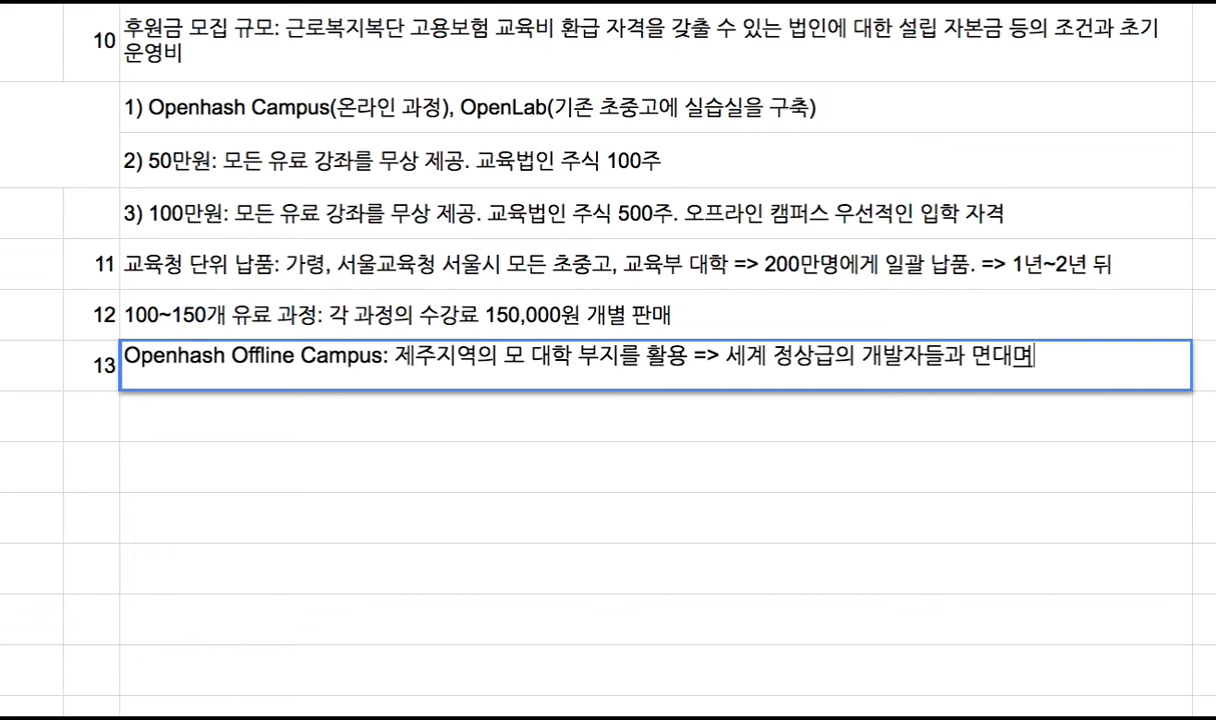 10 후원금 모집 규모: 근로복지복단 고용보험 교육비 환급 자격을 갖출 수 있는 법인에 대한 설립 자본금 등의 조건과 초기
운영비
1) Openhash Campus(온라인 과정), OpenLab(기존 초중고에 실습실을 구축)
2) 50만원: 모든 유료 강좌를 무상 제공. 교육법인 주식 100주
3) 100만원: 모든 유료 강좌를 무상 제공. 교육법인 주식 500주. 오프라인 캠퍼스 우선적인 입학 자격
11 교육청 단위 납품: 가령, 서울교육청 서울시 모든 초중고, 교육부 대학 => 200만명에게 일괄 납품. => 1년~2년 뒤
12 100~150개 유료 과정: 각 과정의 수강료 150,000원 개별 판매
13 Openhash Offline Campus: 제주지역의 모 대학 부지를 활용 => 세계 정상급의 개발자들과 면대며